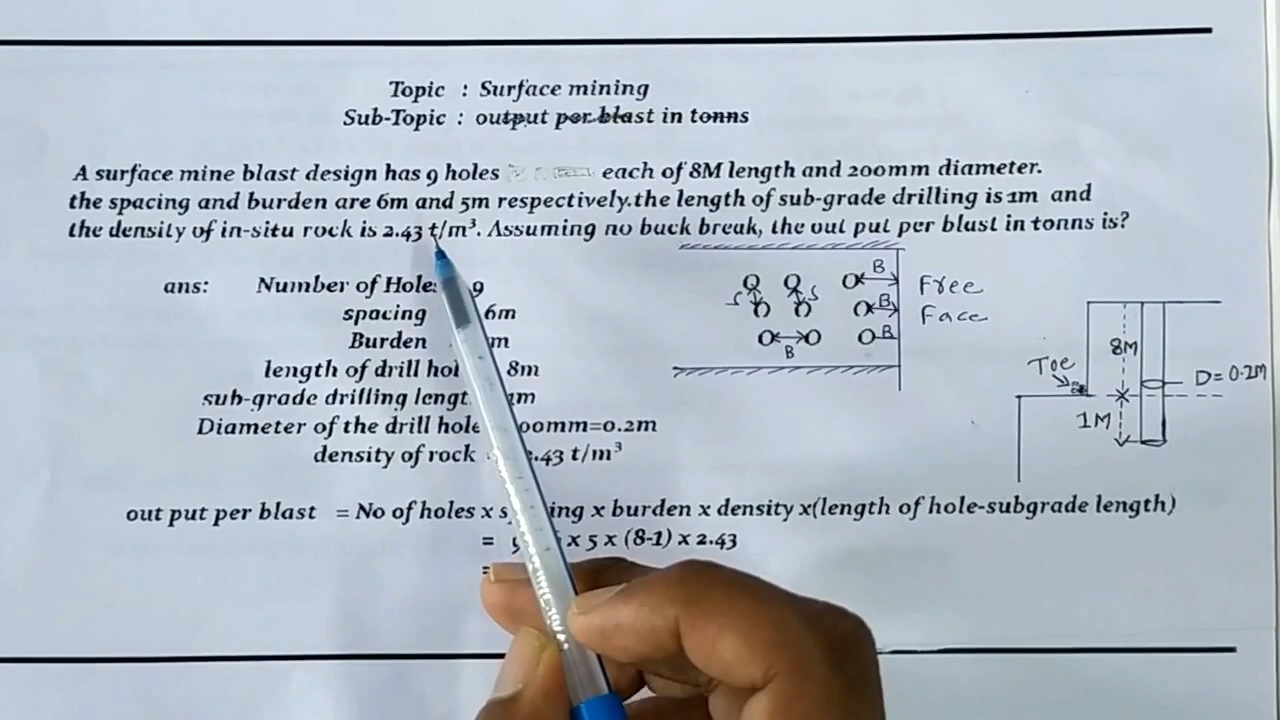 Topic : Surface mining
Sub-Topic : output per blast in tonns
A surface mine blast design has 9 holes each of 8M length and 200mm diameter.
the spacing and burden are 6m and 5m respectively.the length of sub-grade drilling is 1m and
the density of in-situ rock is 2.43 t/m³. Assuming no back break, the out put per blast in tonns is?
ans: Number of Holes 9
spacing 6m
Burden m
length of drill hol 8m
sub-grade drilling lengt m
Diameter of the drill hole 00mm=0.2m
density of rock .43 t/m³
out put per blast = No of holes x s ing x burden x density x(length of hole-subgrade length)
= x 5 x (8-1) x 2.43
=
B
S
S
B
B
B
Free
Face
Toe
8M
1M
D=0.2M